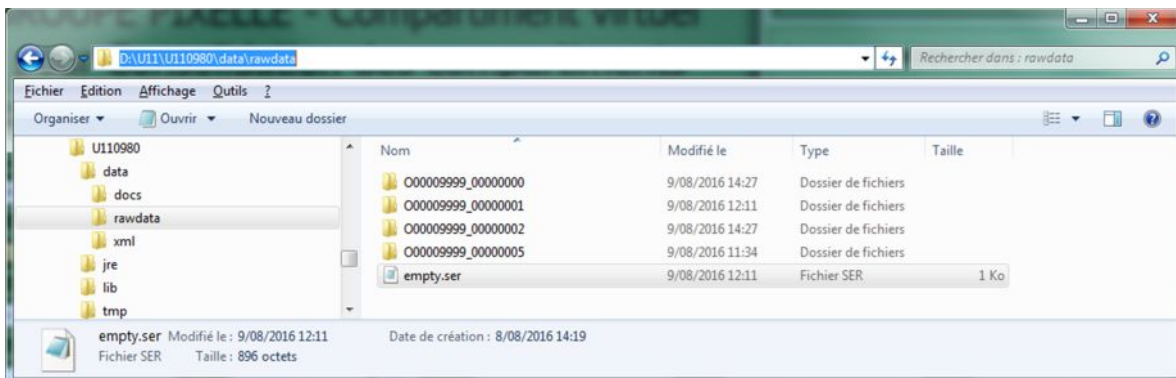 GROUPE PIXELLE - Compartiment virtuel
D:\U11\U110980\data\rawdata
Rechercher dans : rawdata
Fichier Edition Affichage Outils ?
Organiser Ouvrir Nouveau dossier
U110980
data
docs
rawdata
xml
jre
lib
tmp
Nom Modifié le Type Taille
O00009999_00000000 9/08/2016 14:27 Dossier de fichiers
O00009999_00000001 9/08/2016 12:11 Dossier de fichiers
O00009999_00000002 9/08/2016 14:27 Dossier de fichiers
O00009999_00000005 9/08/2016 11:34 Dossier de fichiers
empty.ser 9/08/2016 12:11 Fichier SER 1 Ko
empty.ser Modifié le : 9/08/2016 12:11 Date de création : 8/08/2016 14:19
Fichier SER Taille : 896 octets